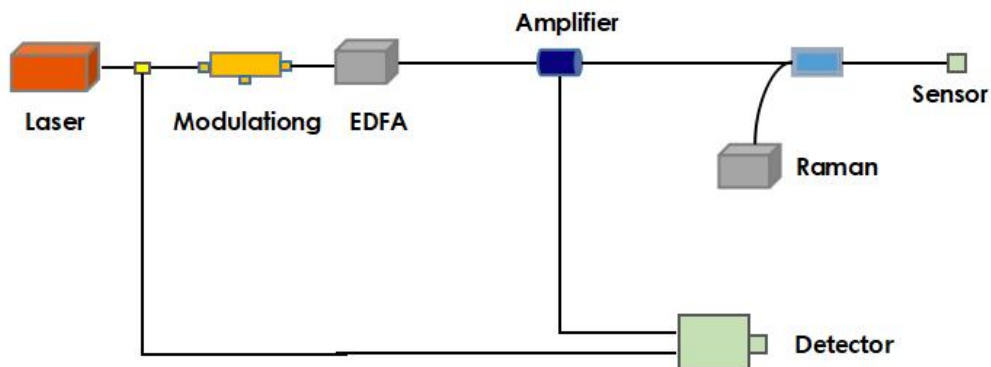 Amplifier
Laser
Modulationg
EDFA
Sensor
Raman
Detector